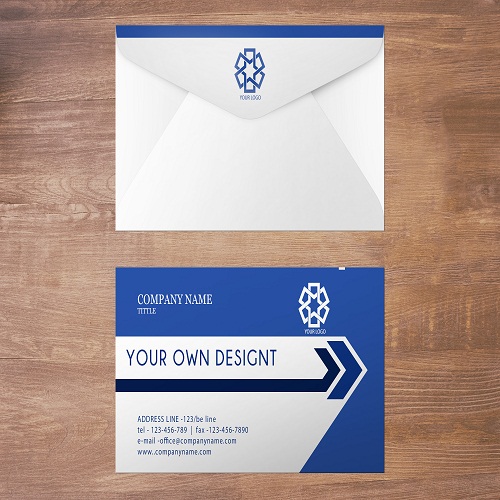 YOUR LOGO
COMPANY NAME
TITTLE
YOUR LOGO
YOUR OWN DESIGNT
ADDRESS LINE -123/be line
tel - 123-456-789 | fax - 123-456-7890
e-mail -office@companyname.com
www..companyname.com